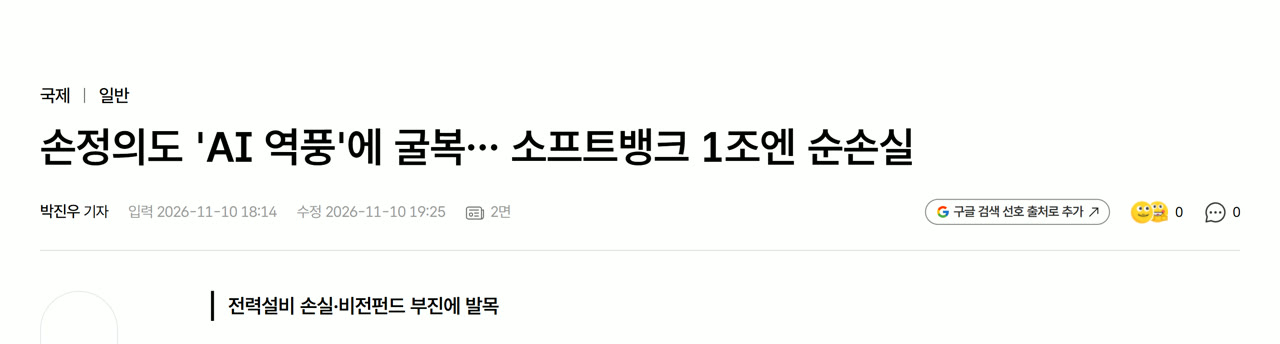 국제 | 일반
손정의도 'AI 역풍'에 굴복… 소프트뱅크 1조엔 순손실
박진우 기자 입력 2026-11-10 18:14 수정 2026-11-10 19:25 2면 구글 검색 선호 출처로 추가 0 0
전력설비 손실·비전펀드 부진에 발목